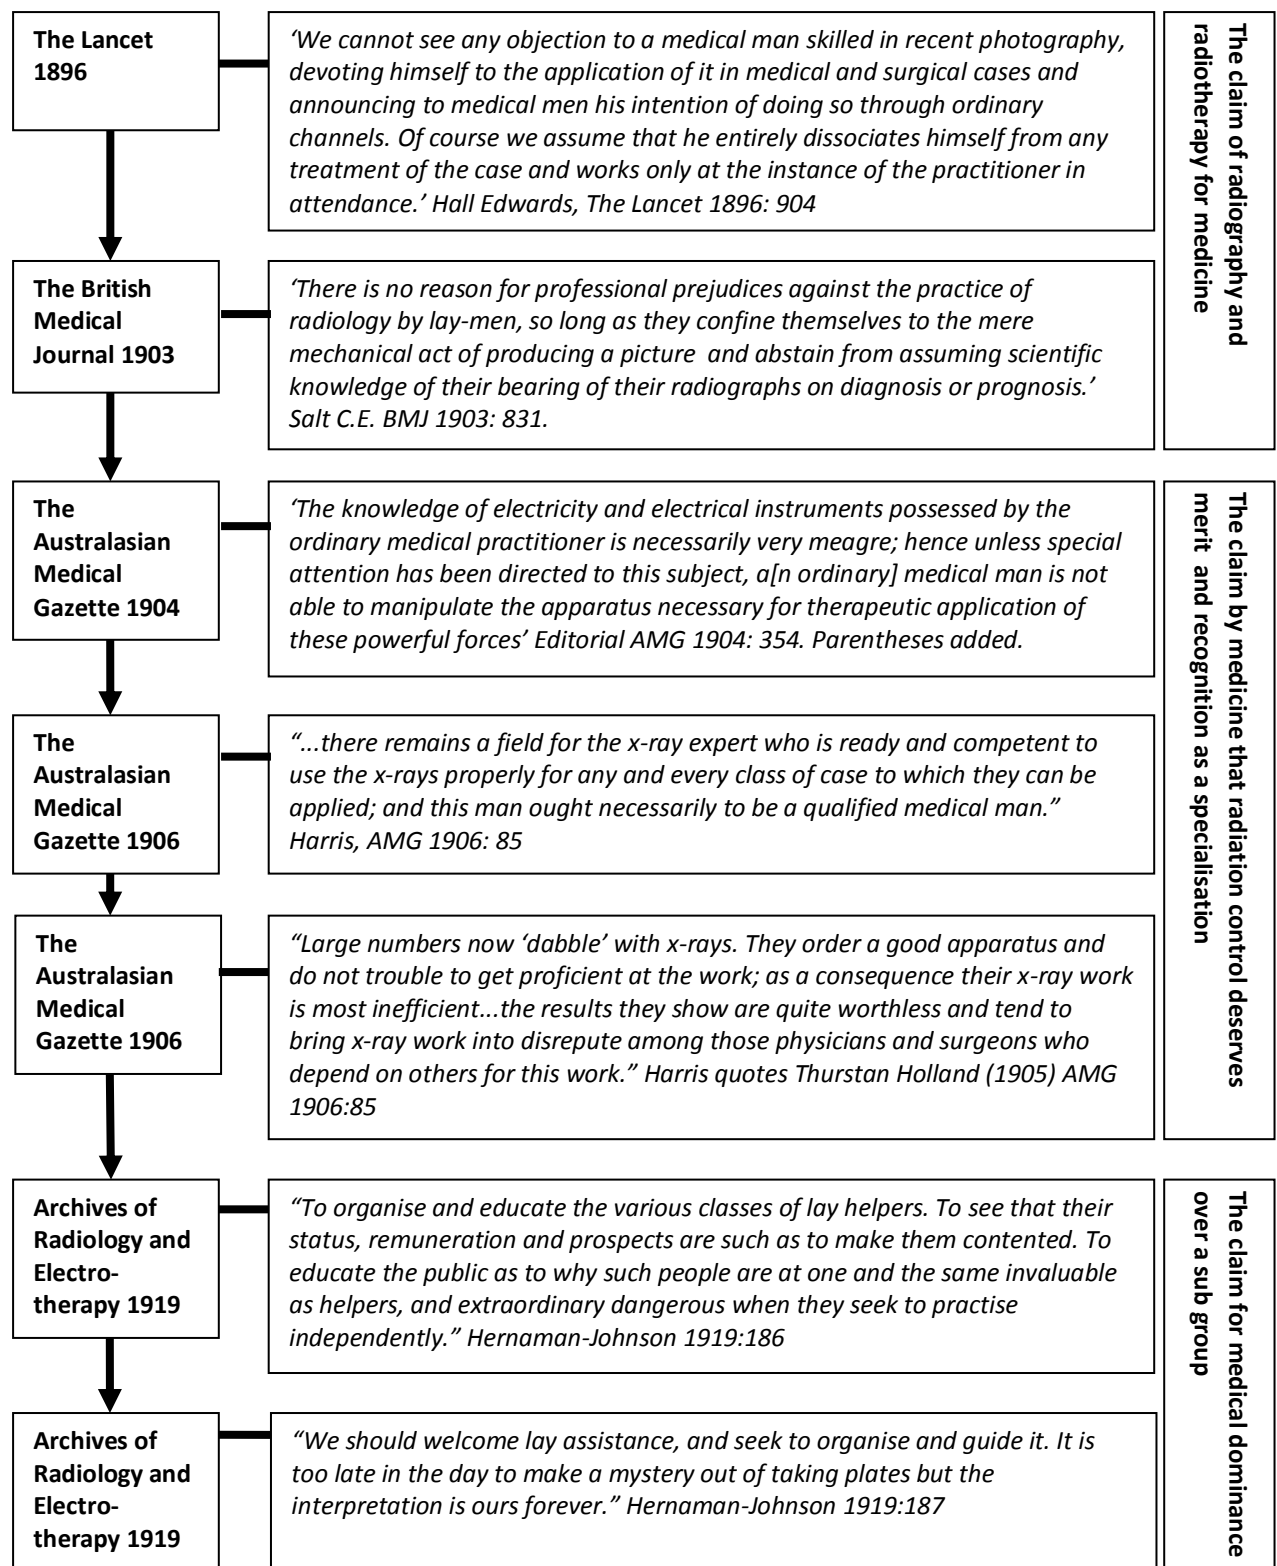 The Lancet
1896
‘We cannot see any objection to a medical man skilled in recent photography,
devoting himself to the application of it in medical and surgical cases and
announcing to medical men his intention of doing so through ordinary
channels. Of course we assume that he entirely dissociates himself from any
treatment of the case and works only at the instance of the practitioner in
attendance.’ Hall Edwards, The Lancet 1896: 904
The British
Medical
Journal 1903
‘There is no reason for professional prejudices against the practice of
radiology by lay-men, so long as they confine themselves to the mere
mechanical act of producing a picture  and abstain from assuming scientific
knowledge of their bearing of their radiographs on diagnosis or prognosis.’
Salt C.E. BMJ 1903: 831.
The claim of radiography and
radiotherapy for medicine
The
Australasian
Medical
Gazette 1904
‘The knowledge of electricity and electrical instruments possessed by the
ordinary medical practitioner is necessarily very meagre; hence unless special
attention has been directed to this subject, a[n ordinary] medical man is not
able to manipulate the apparatus necessary for therapeutic application of
these powerful forces’ Editorial AMG 1904: 354. Parentheses added.
The
Australasian
Medical
Gazette 1906
“...there remains a field for the x-ray expert who is ready and competent to
use the x-rays properly for any and every class of case to which they can be
applied; and this man ought necessarily to be a qualified medical man.”
Harris, AMG 1906: 85
The
Australasian
Medical
Gazette 1906
“Large numbers now ‘dabble’ with x-rays. They order a good apparatus and
do not trouble to get proficient at the work; as a consequence their x-ray work
is most inefficient...the results they show are quite worthless and tend to
bring x-ray work into disrepute among those physicians and surgeons who
depend on others for this work.” Harris quotes Thurstan Holland (1905) AMG
1906:85
The claim by medicine that radiation control deserves
merit  and recognition as a specialisation
Archives of
Radiology and
Electro-
therapy 1919
“To organise and educate the various classes of lay helpers. To see that their
status, remuneration and prospects are such as to make them contented. To
educate the public as to why such people are at one and the same invaluable
as helpers, and extraordinary dangerous when they seek to practise
independently.” Hernaman-Johnson 1919:186
Archives of
Radiology and
Electro-
therapy 1919
“We should welcome lay assistance, and seek to organise and guide it. It is
too late in the day to make a mystery out of taking plates but the
interpretation is ours forever.” Hernaman-Johnson 1919:187
The claim for medical dominance
over a sub group